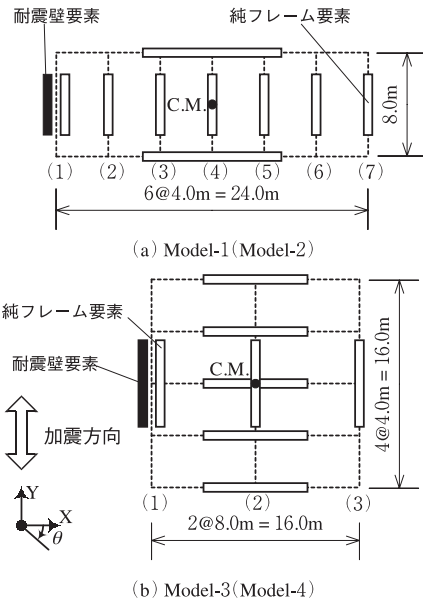 耐震壁要素
純フレーム要素
C.M.
8.0m
(1) (2) (3) (4) (5) (6) (7)
6@4.0m = 24.0m
(a) Model-1(Model-2)
純フレーム要素
耐震壁要素
C.M.
加震方向
4@4.0m = 16.0m
Y
X
θ
(1) (2) (3)
2@8.0m = 16.0m
(b) Model-3(Model-4)